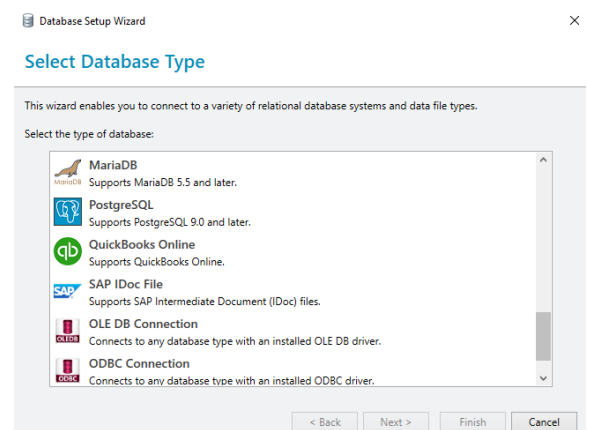 Database Setup Wizard
Select Database Type
This wizard enables you to connect to a variety of relational database systems and data file types.
Select the type of database:
MariaDB
MariaDB
Supports MariaDB 5.5 and later.
PostgreSQL
Supports PostgreSQL 9.0 and later.
qb
QuickBooks Online
Supports QuickBooks Online.
SAP
SAP IDoc File
Supports SAP Intermediate Document (IDoc) files.
OLEDB
OLE DB Connection
Connects to any database type with an installed OLE DB driver.
ODBC
ODBC Connection
Connects to any database type with an installed ODBC driver.
< Back Next > Finish Cancel